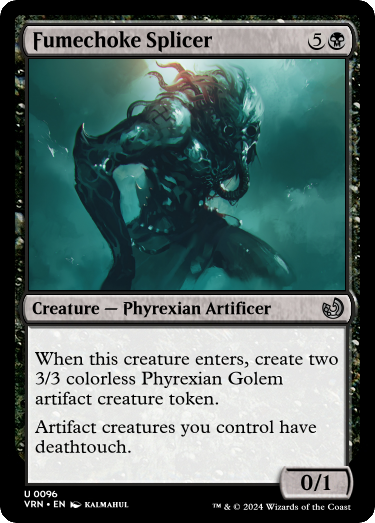 Fumechoke Splicer 5
Creature — Phyrexian Artificer
When this creature enters, create two
3/3 colorless Phyrexian Golem
artifact creature token.
Artifact creatures you control have
deathtouch.
0/1
U 0096
VRN • EN KALMAHUL
™ & © 2024 Wizards of the Coast